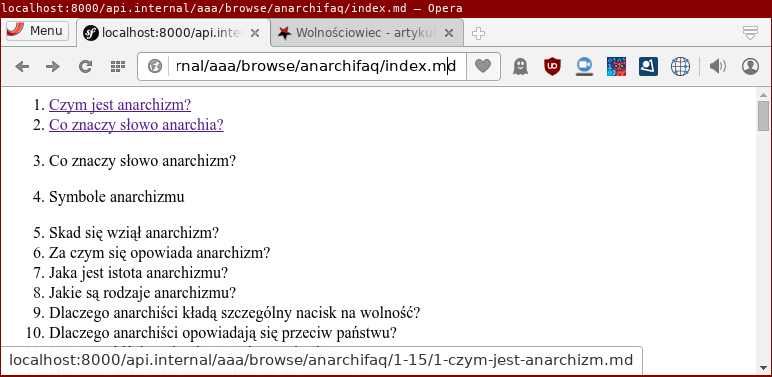 localhost:8000/api.internal/aaa/browse/anarchifaq/index.md – Opera
Menu
localhost:8000/api.inte
Wolnościowiec - artyku
rnal/aaa/browse/anarchifaq/index.md
1. Czym jest anarchizm?
2. Co znaczy słowo anarchia?
3. Co znaczy słowo anarchizm?
4. Symbole anarchizmu
5. Skad się wziął anarchizm?
6. Za czym się opowiada anarchizm?
7. Jaka jest istota anarchizmu?
8. Jakie są rodzaje anarchizmu?
9. Dlaczego anarchiści kładą szczególny nacisk na wolność?
10. Dlaczego anarchiści opowiadają się przeciw państwu?
localhost:8000/api.internal/aaa/browse/anarchifaq/1-15/1-czym-jest-anarchizm.md